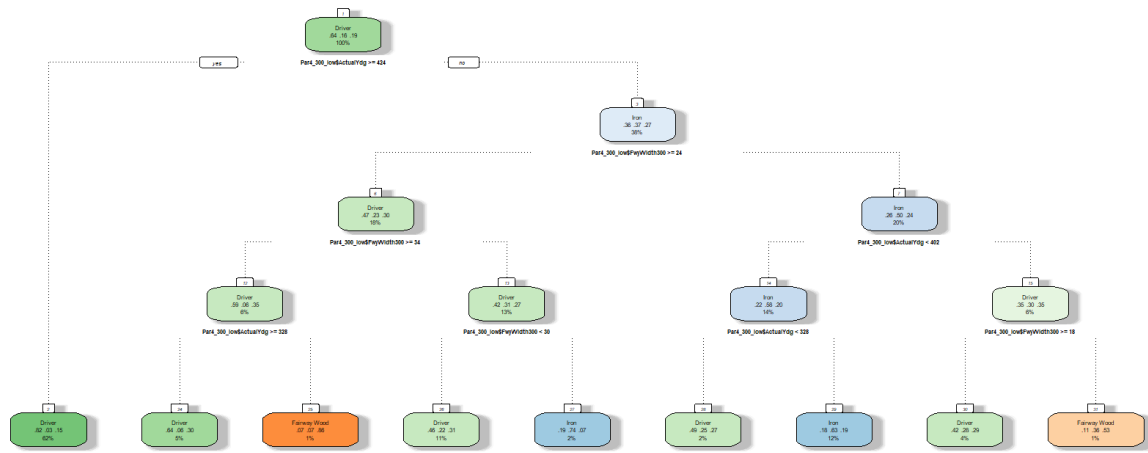 1
Driver
.64 .16 .19
100%
yes
Par4_300_low$ActualYdg >= 424
no
3
Iron
.36 .37 .27
38%
Par4_300_low$FwyWidth300 >= 24
6
Driver
.47 .23 .30
18%
Par4_300_low$FwyWidth300 >= 34
7
Iron
.26 .50 .24
20%
Par4_300_low$ActualYdg < 402
12
Driver
.59 .06 .35
6%
Par4_300_low$ActualYdg >= 328
13
Driver
.42 .31 .27
13%
Par4_300_low$FwyWidth300 < 30
14
Iron
.22 .58 .20
14%
Par4_300_low$ActualYdg < 328
15
Driver
.35 .30 .35
6%
Par4_300_low$FwyWidth300 >= 18
2
Driver
.82 .03 .15
62%
24
Driver
.64 .06 .30
5%
25
Fairway Wood
.07 .07 .86
1%
26
Driver
.46 .22 .31
11%
27
Iron
.19 .74 .07
2%
28
Driver
.49 .25 .27
2%
29
Iron
.18 .63 .19
12%
30
Driver
.42 .28 .29
4%
31
Fairway Wood
.11 .36 .53
1%